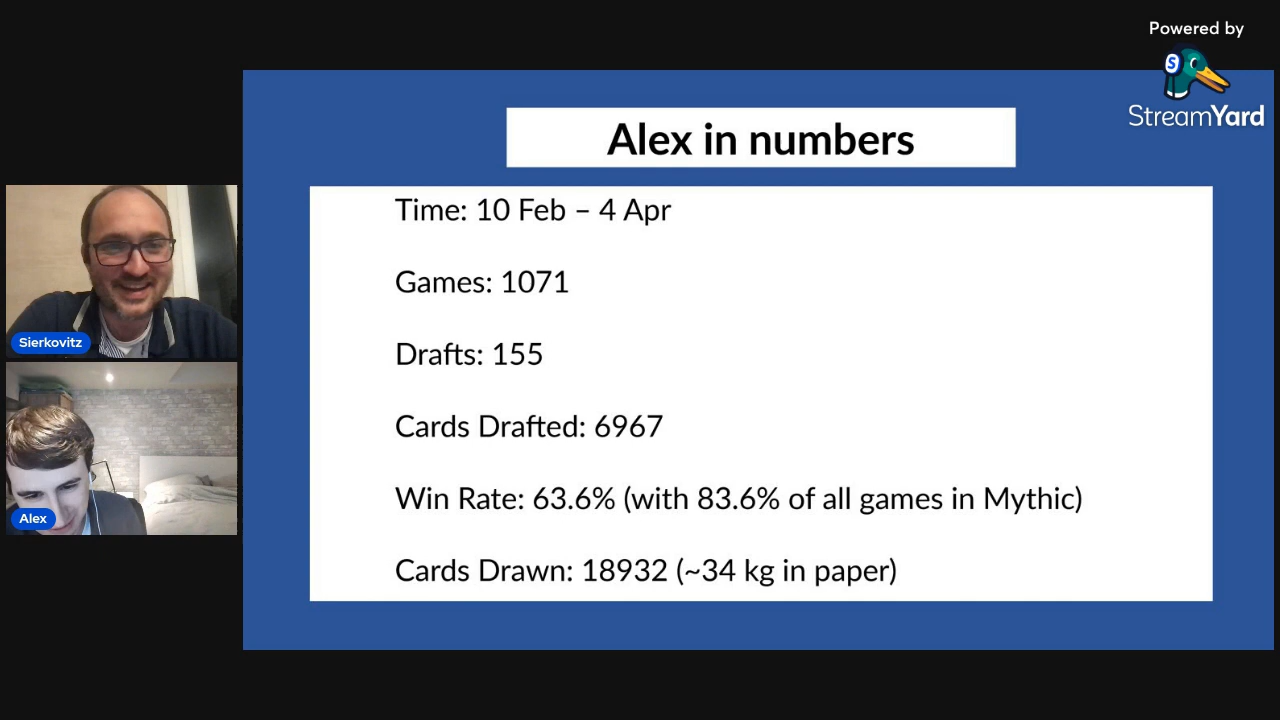 Powered by
S
StreamYard
Alex in numbers
Time: 10 Feb – 4 Apr
Games: 1071
Drafts: 155
Cards Drafted: 6967
Win Rate: 63.6% (with 83.6% of all games in Mythic)
Cards Drawn: 18932 (~34 kg in paper)
Sierkovitz
Alex